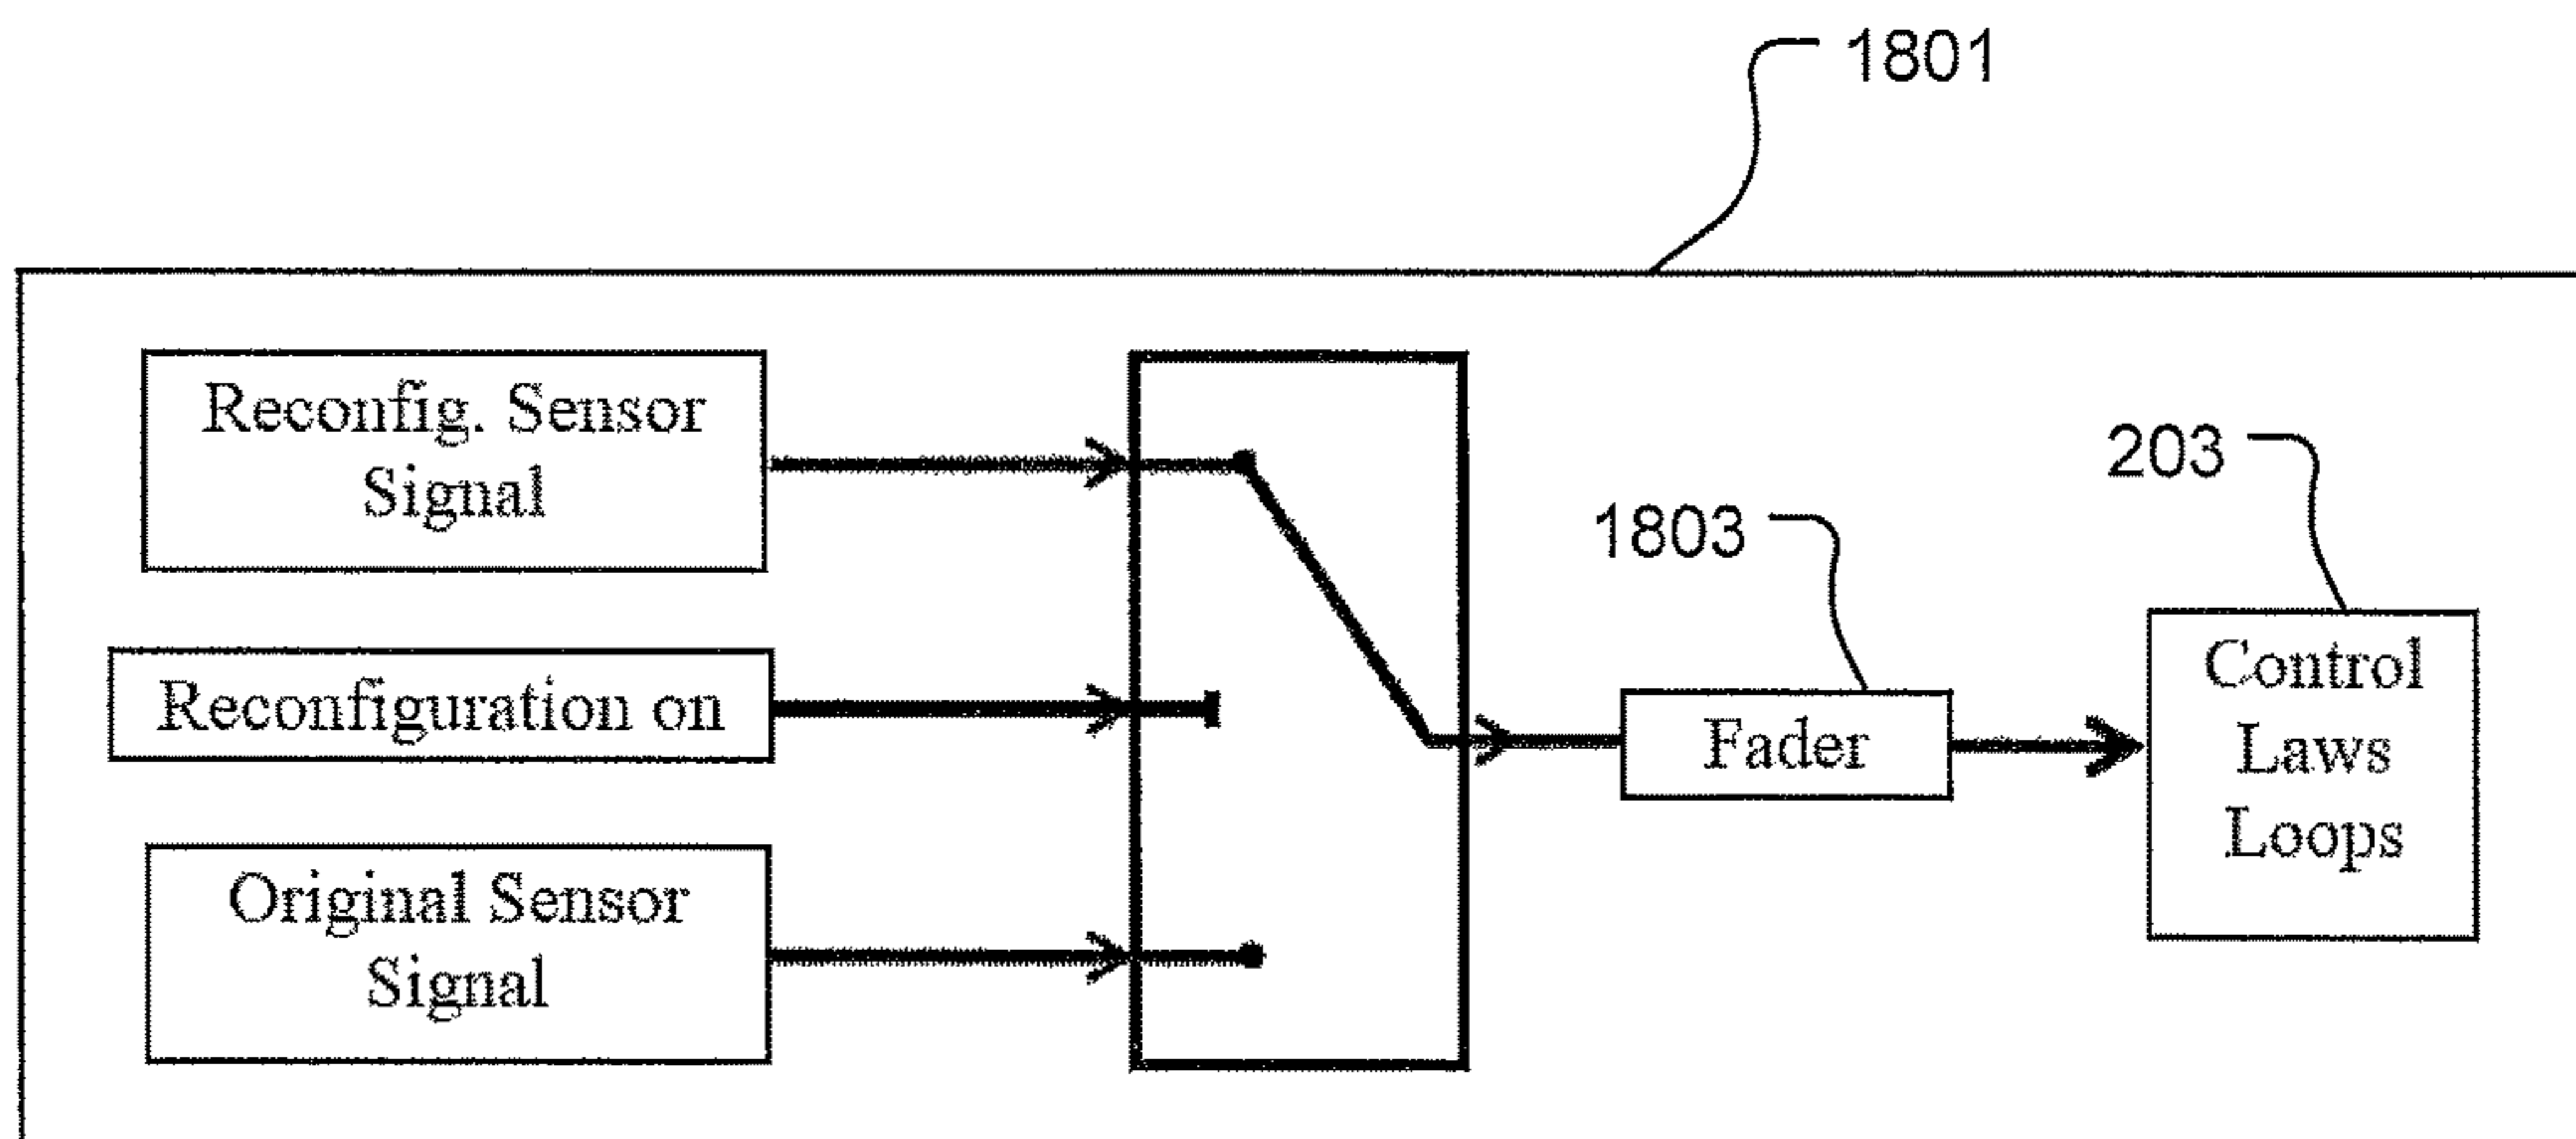 1801
Reconfig. Sensor
Signal
203
1803
Reconfiguration on
Control
Laws
Loops
Fader
Original Sensor
Signal